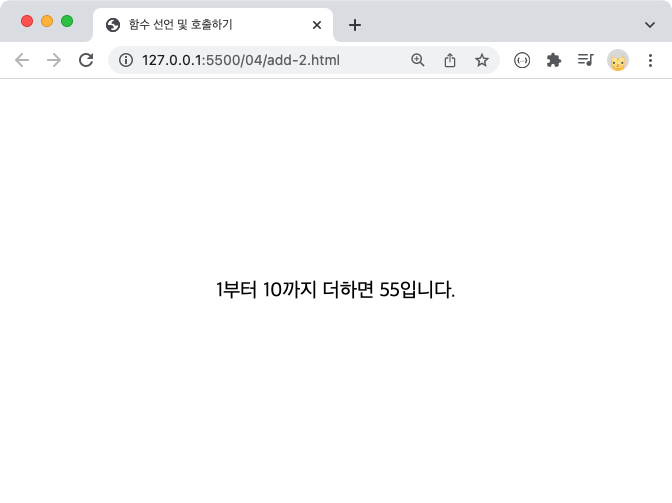 함수 선언 및 호출하기
127.0.0.1:5500/04/add-2.html
1부터 10까지 더하면 55입니다.